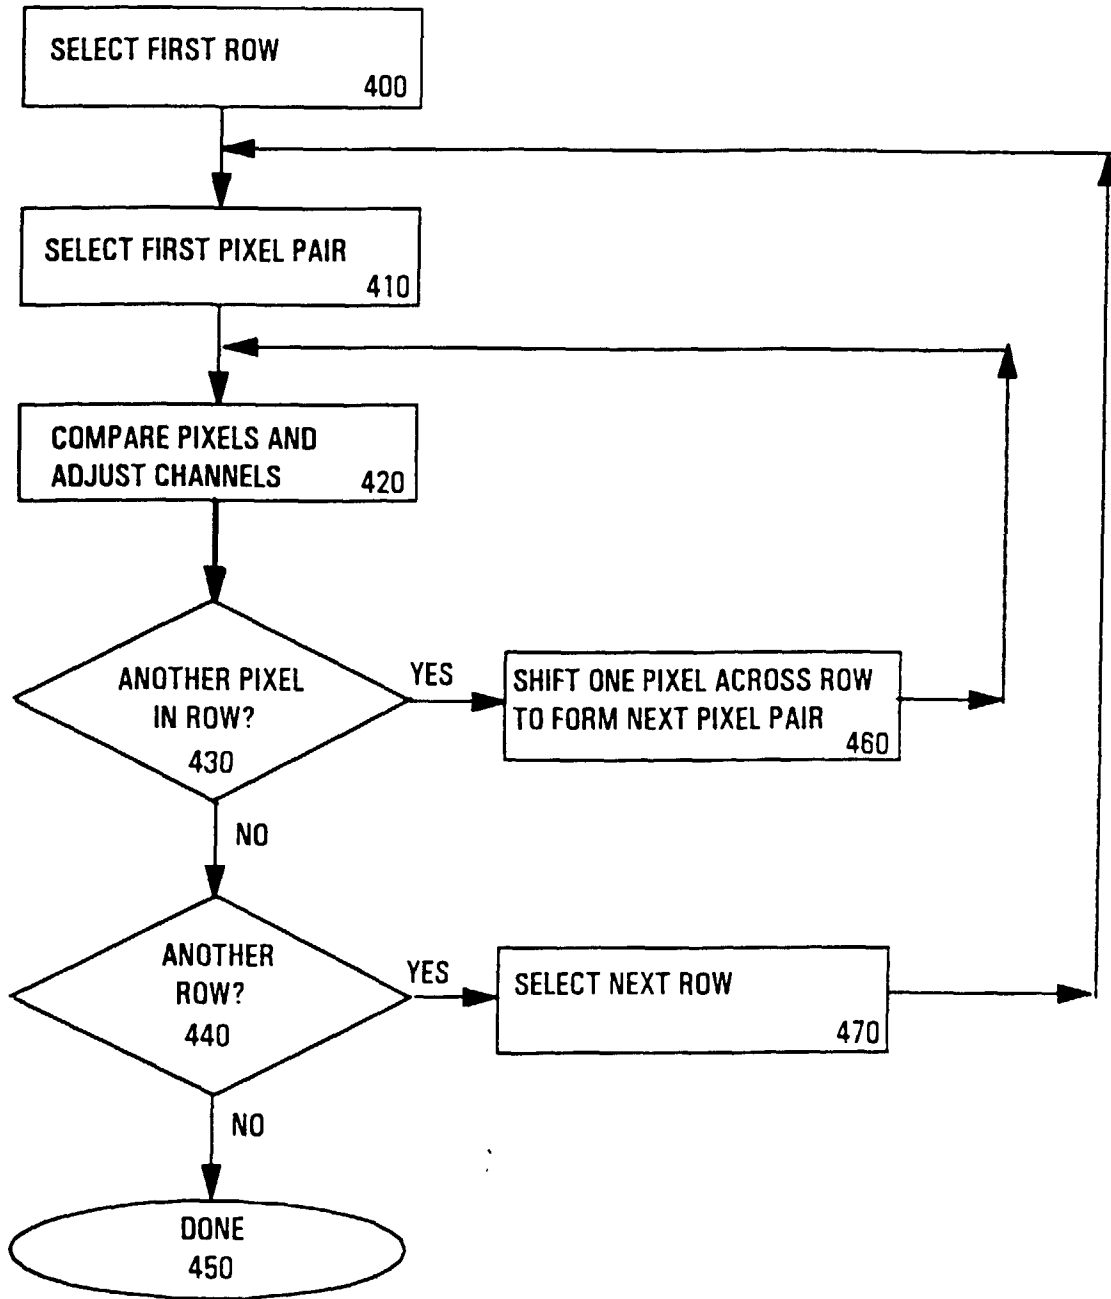 SELECT FIRST ROW
400
SELECT FIRST PIXEL PAIR
410
COMPARE PIXELS AND
ADJUST CHANNELS
420
ANOTHER PIXEL
IN ROW?
430
YES
SHIFT ONE PIXEL ACROSS ROW
TO FORM NEXT PIXEL PAIR
460
NO
ANOTHER
ROW?
440
YES
SELECT NEXT ROW
470
NO
DONE
450